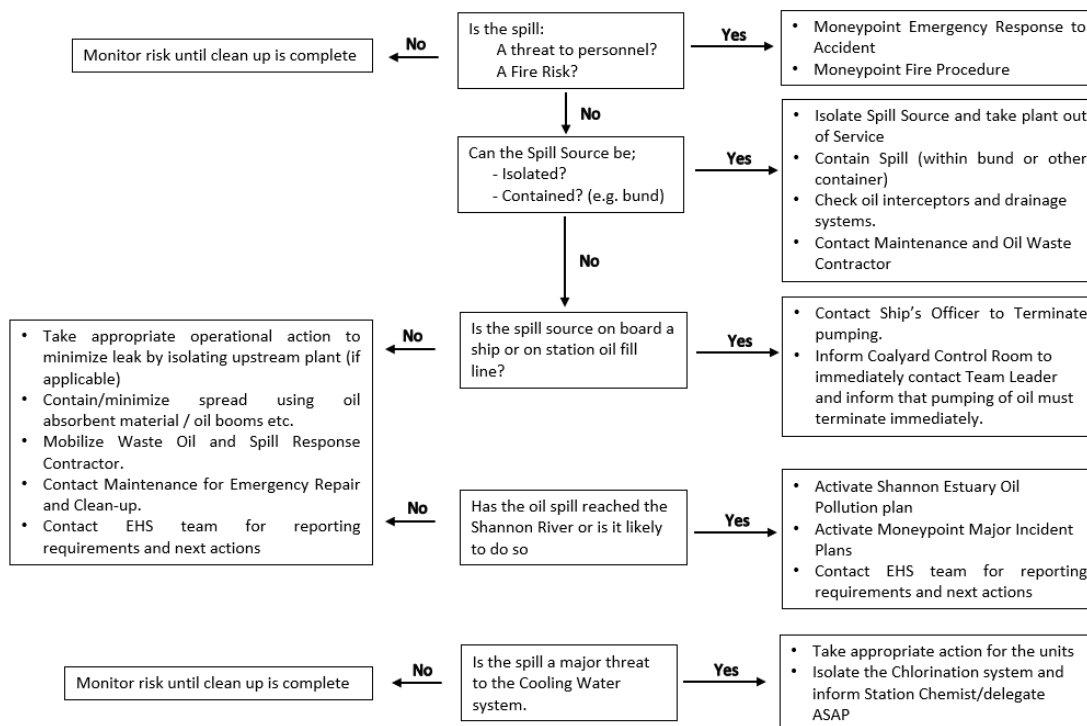 Is the spill:
A threat to personnel?
A Fire Risk?
No
Monitor risk until clean up is complete
Yes
• Moneypoint Emergency Response to
Accident
• Moneypoint Fire Procedure
No
Can the Spill Source be;
- Isolated?
- Contained? (e.g. bund)
Yes
• Isolate Spill Source and take plant out
of Service
• Contain Spill (within bund or other
container)
• Check oil interceptors and drainage
systems.
• Contact Maintenance and Oil Waste
Contractor
No
Is the spill source on board a
ship or on station oil fill
line?
No
• Take appropriate operational action to
minimize leak by isolating upstream plant (if
applicable)
• Contain/minimize spread using oil
absorbent material / oil booms etc.
• Mobilize Waste Oil and Spill Response
Contractor.
• Contact Maintenance for Emergency Repair
and Clean-up.
• Contact EHS team for reporting
requirements and next actions
Yes
• Contact Ship's Officer to Terminate
pumping.
• Inform Coalyard Control Room to
immediately contact Team Leader
and inform that pumping of oil must
terminate immediately.
Has the oil spill reached the
Shannon River or is it likely
to do so
No
Yes
• Activate Shannon Estuary Oil
Pollution plan
• Activate Moneypoint Major Incident
Plans
• Contact EHS team for reporting
requirements and next actions
Is the spill a major threat
to the Cooling Water
system.
No
Monitor risk until clean up is complete
Yes
• Take appropriate action for the units
• Isolate the Chlorination system and
inform Station Chemist/delegate
ASAP